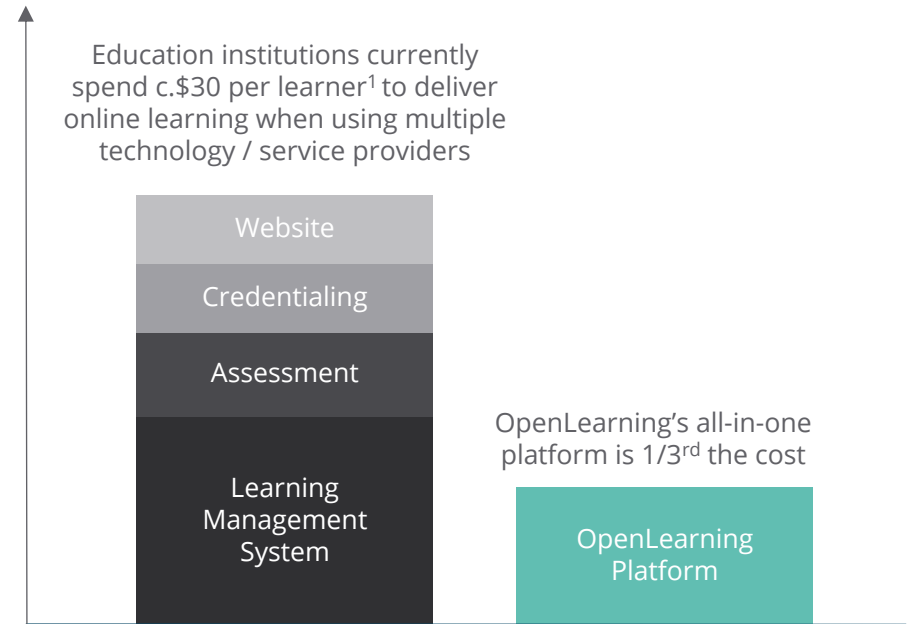 Education institutions currently
spend c.$30 per learner¹ to deliver
online learning when using multiple
technology / service providers
Website
Credentialing
Assessment
Learning
Management
System
OpenLearning’s all-in-one
platform is 1/3ʳᵈ the cost
OpenLearning
Platform